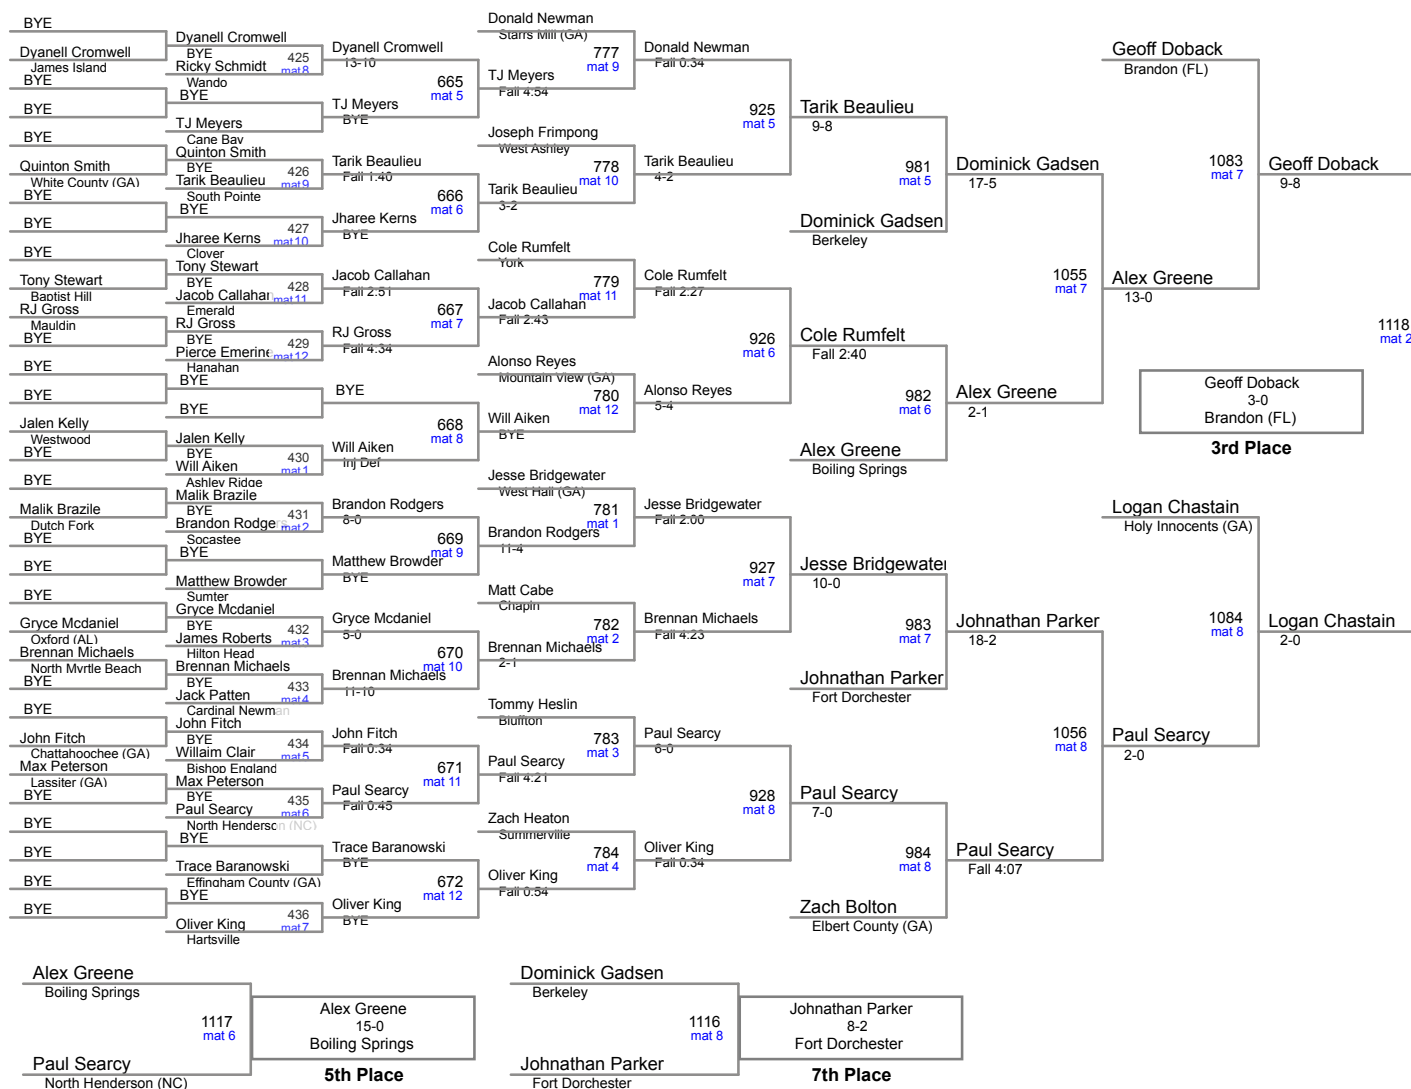 BYE
Dyanell Cromwell
James Island
BYE
BYE
BYE
Quinton Smith
White County (GA)
BYE
BYE
BYE
Tony Stewart
Baptist Hill
RJ Gross
Mauldin
BYE
BYE
BYE
Jalen Kelly
Westwood
BYE
BYE
Malik Brazile
Dutch Fork
BYE
BYE
BYE
Gryce Mcdaniel
Oxford (AL)
Brennan Michaels
North Myrtle Beach
BYE
BYE
John Fitch
Chattahoochee (GA)
Max Peterson
Lassiter (GA)
BYE
BYE
BYE
BYE
BYE
Dyanell Cromwell
BYE
425
Ricky Schmidt
mat 8
Wando
BYE
TJ Meyers
Cane Bay
Quinton Smith
BYE
426
Tarik Beaulieu
mat 9
South Pointe
BYE
427
Jharee Kerns
mat 10
Clover
Tony Stewart
BYE
428
Jacob Callahan
mat 11
Emerald
RJ Gross
BYE
429
Pierce Emerine
mat 12
Hanahan
BYE
BYE
Jalen Kelly
BYE
430
Will Aiken
mat 1
Ashley Ridge
Malik Brazile
BYE
431
Brandon Rodgers
mat 2
Socastee
BYE
Matthew Browder
Sumter
Gryce Mcdaniel
BYE
432
James Roberts
mat 3
Hilton Head
Brennan Michaels
BYE
433
Jack Patten
mat 4
Cardinal Newman
John Fitch
BYE
434
Willaim Clair
mat 5
Bishop England
Max Peterson
BYE
435
Paul Searcy
mat 6
North Henderson (NC)
BYE
Trace Baranowski
Effingham County (GA)
BYE
436
Oliver King
mat 7
Hartsville
Dyanell Cromwell
13-10
665
mat 5
TJ Meyers
BYE
Tarik Beaulieu
Fall 1:40
666
mat 6
Jharee Kerns
BYE
Jacob Callahan
Fall 2:51
667
mat 7
RJ Gross
Fall 4:34
BYE
668
mat 8
Will Aiken
Inj Def
Brandon Rodgers
8-0
669
mat 9
Matthew Browder
BYE
Gryce Mcdaniel
5-0
670
mat 10
Brennan Michaels
11-10
John Fitch
Fall 0:34
671
mat 11
Paul Searcy
Fall 0:45
Trace Baranowski
BYE
672
mat 12
Oliver King
BYE
Donald Newman
Starrs Mill (GA)
777
mat 9
TJ Meyers
Fall 4:54
Joseph Frimpong
West Ashley
778
mat 10
Tarik Beaulieu
3-2
Cole Rumfelt
York
779
mat 11
Jacob Callahan
Fall 2:43
Alonso Reyes
Mountain View (GA)
780
mat 12
Will Aiken
BYE
Jesse Bridgewater
West Hall (GA)
781
mat 1
Brandon Rodgers
11-4
Matt Cabe
Chapin
782
mat 2
Brennan Michaels
2-1
Tommy Heslin
Bluffton
783
mat 3
Paul Searcy
Fall 4:21
Zach Heaton
Summerville
784
mat 4
Oliver King
Fall 0:54
Donald Newman
Fall 0:34
925
mat 5
Tarik Beaulieu
4-2
Cole Rumfelt
Fall 2:27
926
mat 6
Alonso Reyes
5-4
Jesse Bridgewater
Fall 2:00
927
mat 7
Brennan Michaels
Fall 4:23
Paul Searcy
6-0
928
mat 8
Oliver King
Fall 0:34
Tarik Beaulieu
9-8
981
mat 5
Dominick Gadsen
Berkeley
Cole Rumfelt
Fall 2:40
982
mat 6
Alex Greene
Boiling Springs
Jesse Bridgewater
10-0
983
mat 7
Johnathan Parker
Fort Dorchester
Paul Searcy
7-0
984
mat 8
Zach Bolton
Elbert County (GA)
Dominick Gadsen
17-5
1055
mat 7
Alex Greene
2-1
Johnathan Parker
18-2
1056
mat 8
Paul Searcy
Fall 4:07
Geoff Doback
Brandon (FL)
1083
mat 7
Alex Greene
13-0
Logan Chastain
Holy Innocents (GA)
1084
mat 8
Paul Searcy
2-0
Geoff Doback
9-8
1118
mat 2
Logan Chastain
2-0
Geoff Doback
3-0
Brandon (FL)
3rd Place
Alex Greene
Boiling Springs
1117
mat 6
Paul Searcy
North Henderson (NC)
Alex Greene
15-0
Boiling Springs
5th Place
Dominick Gadsen
Berkeley
1116
mat 8
Johnathan Parker
Fort Dorchester
Johnathan Parker
8-2
Fort Dorchester
7th Place